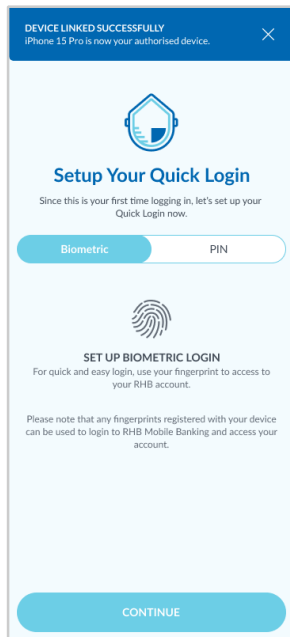 DEVICE LINKED SUCCESSFULLY
iPhone 15 Pro is now your authorised device.
Setup Your Quick Login
Since this is your first time logging in, let's set up your
Quick Login now.
Biometric PIN
SET UP BIOMETRIC LOGIN
For quick and easy login, use your fingerprint to access to
your RHB account.
Please note that any fingerprints registered with your device
can be used to login to RHB Mobile Banking and access your
account.
CONTINUE